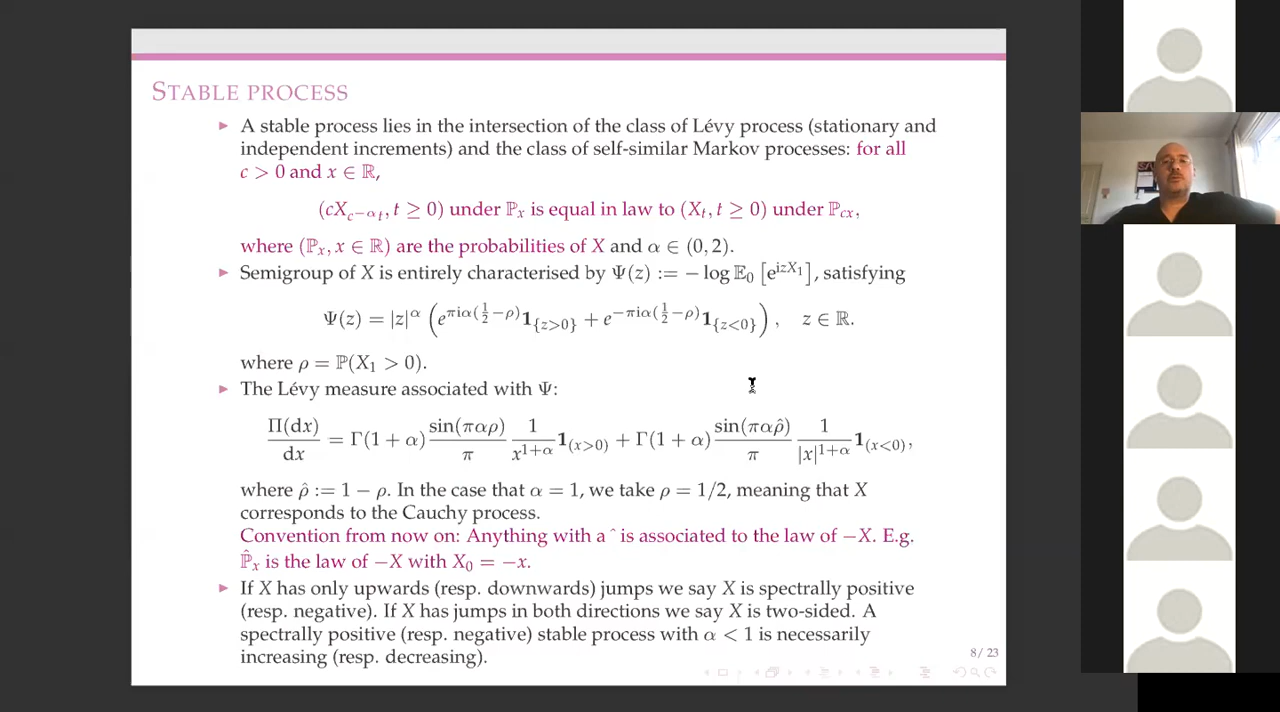 STABLE PROCESS
▶ A stable process lies in the intersection of the class of Lévy process (stationary and
independent increments) and the class of self-similar Markov processes: for all
c > 0 and x ∈ ℝ,
(cX_{c^{−α}t}, t ≥ 0) under ℙ_x is equal in law to (X_t, t ≥ 0) under ℙ_{cx},
where (ℙ_x, x ∈ ℝ) are the probabilities of X and α ∈ (0, 2).
▶ Semigroup of X is entirely characterised by Ψ(z) := − log 𝔼_0 [e^{izX_1}], satisfying
Ψ(z) = |z|^α (e^{πiα(1/2−ρ)} 1_{{z>0}} + e^{−πiα(1/2−ρ)} 1_{{z<0}}), z ∈ ℝ.
where ρ = ℙ(X_1 > 0).
▶ The Lévy measure associated with Ψ:
Π(dx)/dx = Γ(1 + α) sin(παρ)/π 1/x^{1+α} 1_{(x>0)} + Γ(1 + α) sin(παρ̂)/π 1/|x|^{1+α} 1_{(x<0)},
where ρ̂ := 1 − ρ. In the case that α = 1, we take ρ = 1/2, meaning that X
corresponds to the Cauchy process.
Convention from now on: Anything with a ˆ is associated to the law of −X. E.g.
ℙ̂_x is the law of −X with X_0 = −x.
▶ If X has only upwards (resp. downwards) jumps we say X is spectrally positive
(resp. negative). If X has jumps in both directions we say X is two-sided. A
spectrally positive (resp. negative) stable process with α < 1 is necessarily
increasing (resp. decreasing).
8/ 23